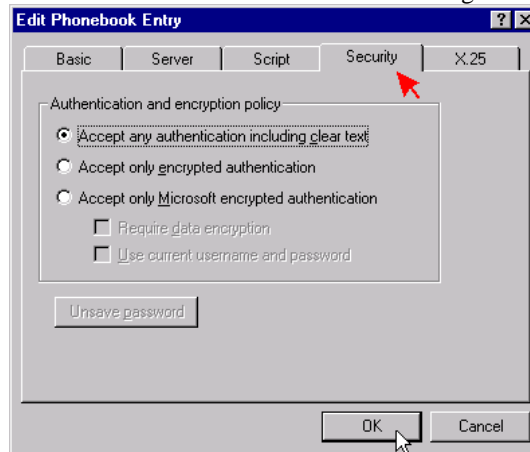 Edit Phonebook Entry
Basic Server Script Security X.25
Authentication and encryption policy
Accept any authentication including clear text
Accept only encrypted authentication
Accept only Microsoft encrypted authentication
Require data encryption
Use current username and password
Unsave password
OK Cancel